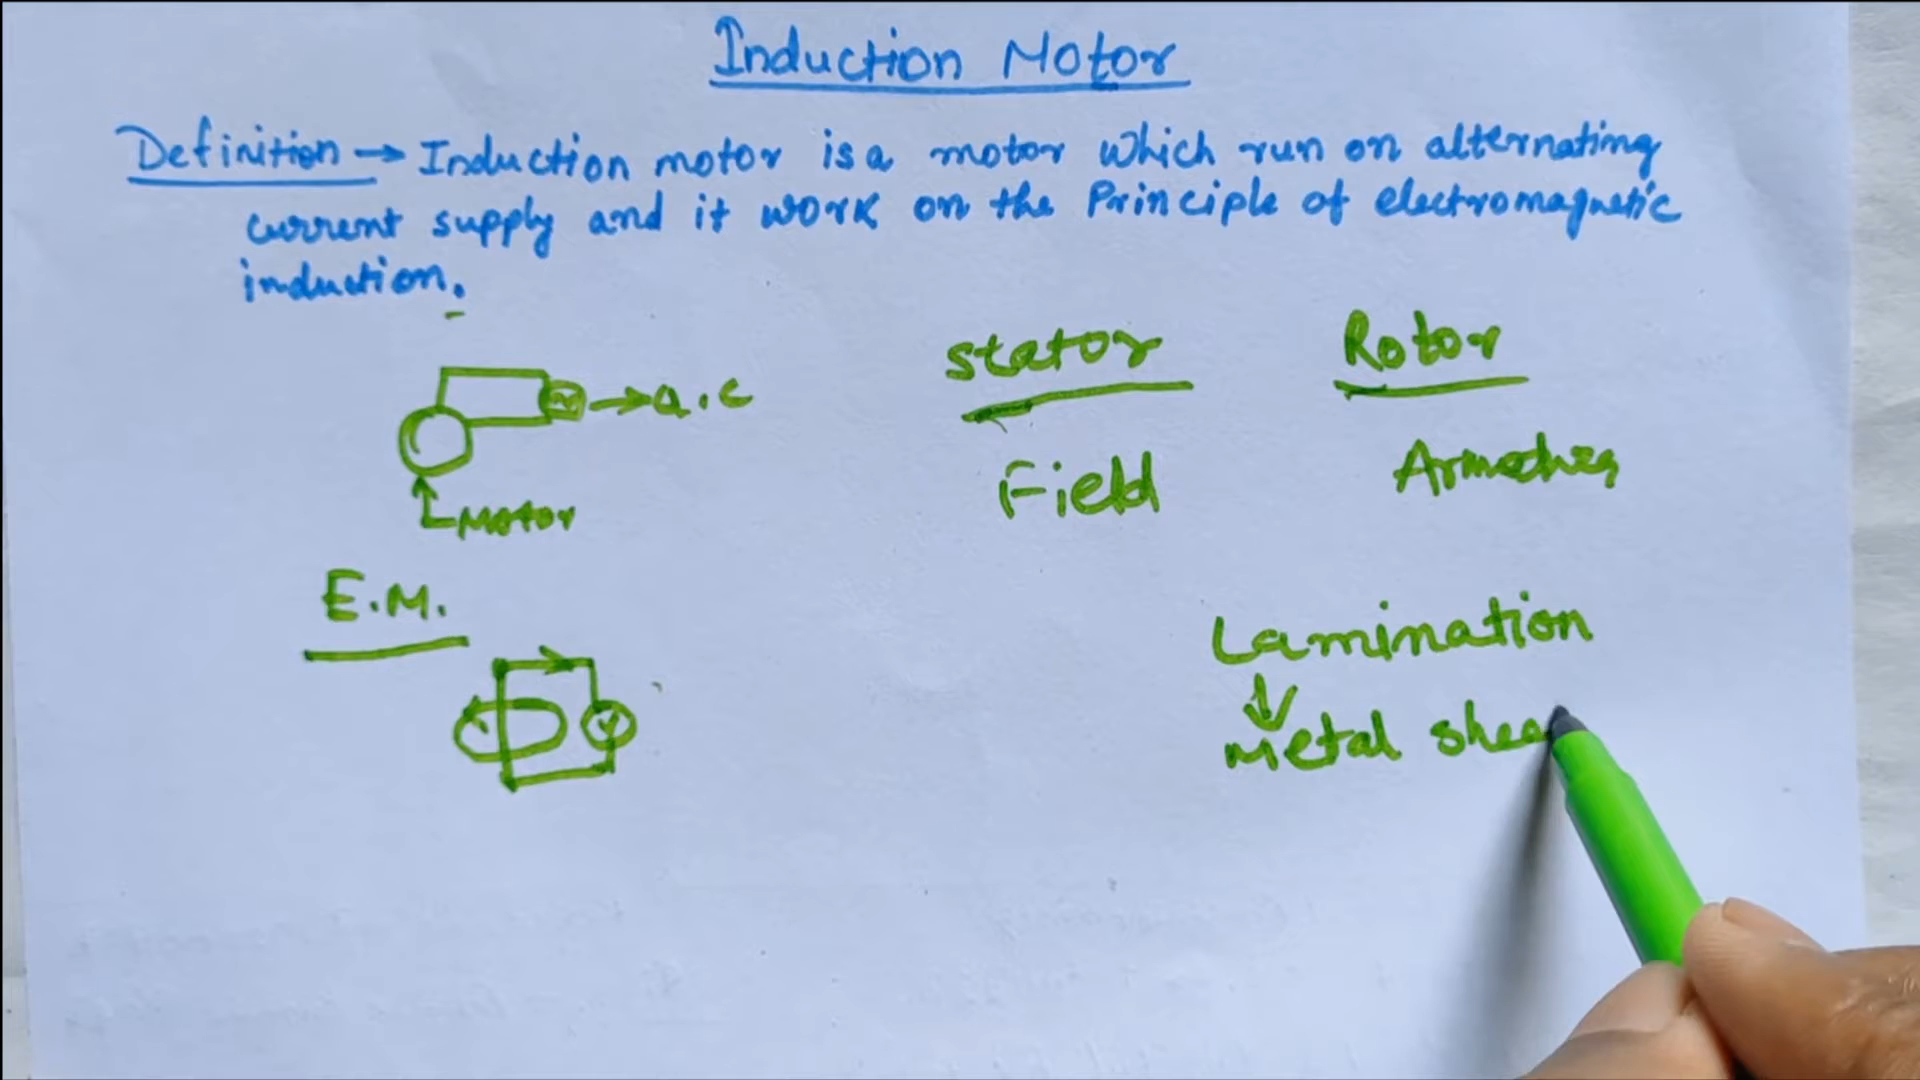 Induction Motor
Definition → Induction motor is a motor which run on alternating
current supply and it work on the Principle of electromagnetic
induction.
stator
Rotor
→ a.c
Field
Motor
E.M.
Lamination
V
Metal shee